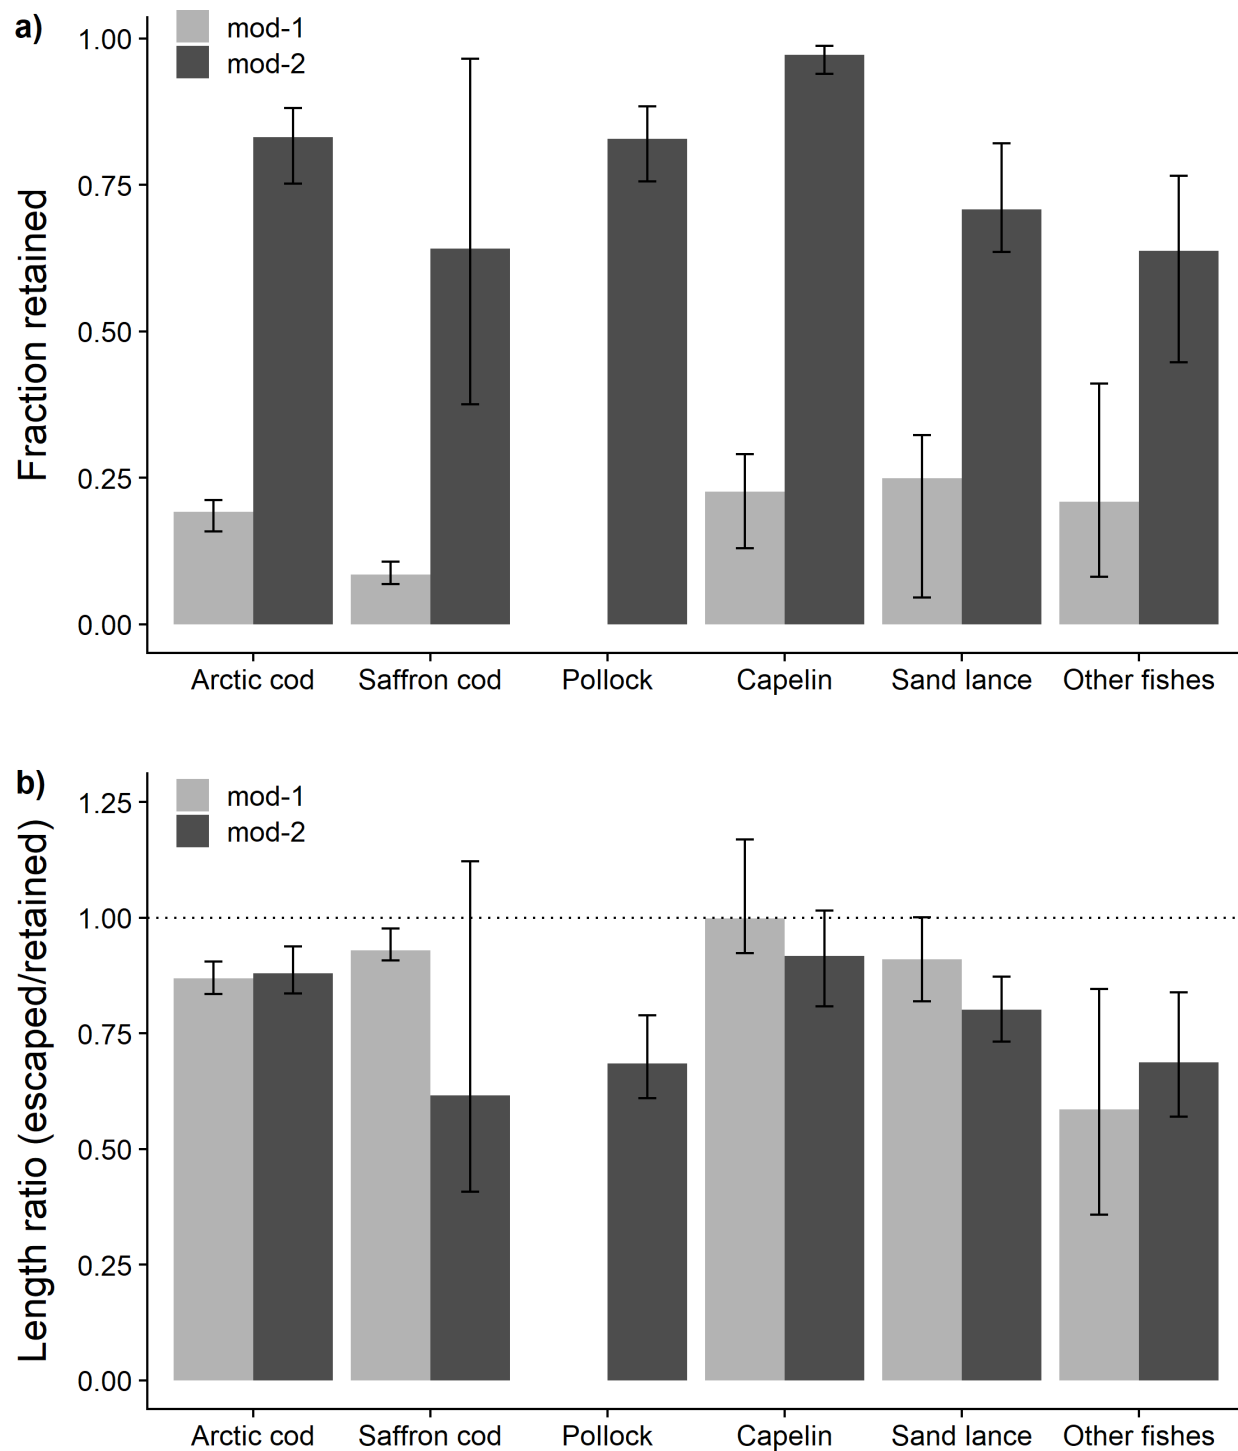 a)
mod-1
mod-2
Fraction retained
1.00
0.75
0.50
0.25
0.00
Arctic cod Saffron cod Pollock Capelin Sand lance Other fishes
b)
mod-1
mod-2
Length ratio (escaped/retained)
1.25
1.00
0.75
0.50
0.25
0.00
Arctic cod Saffron cod Pollock Capelin Sand lance Other fishes